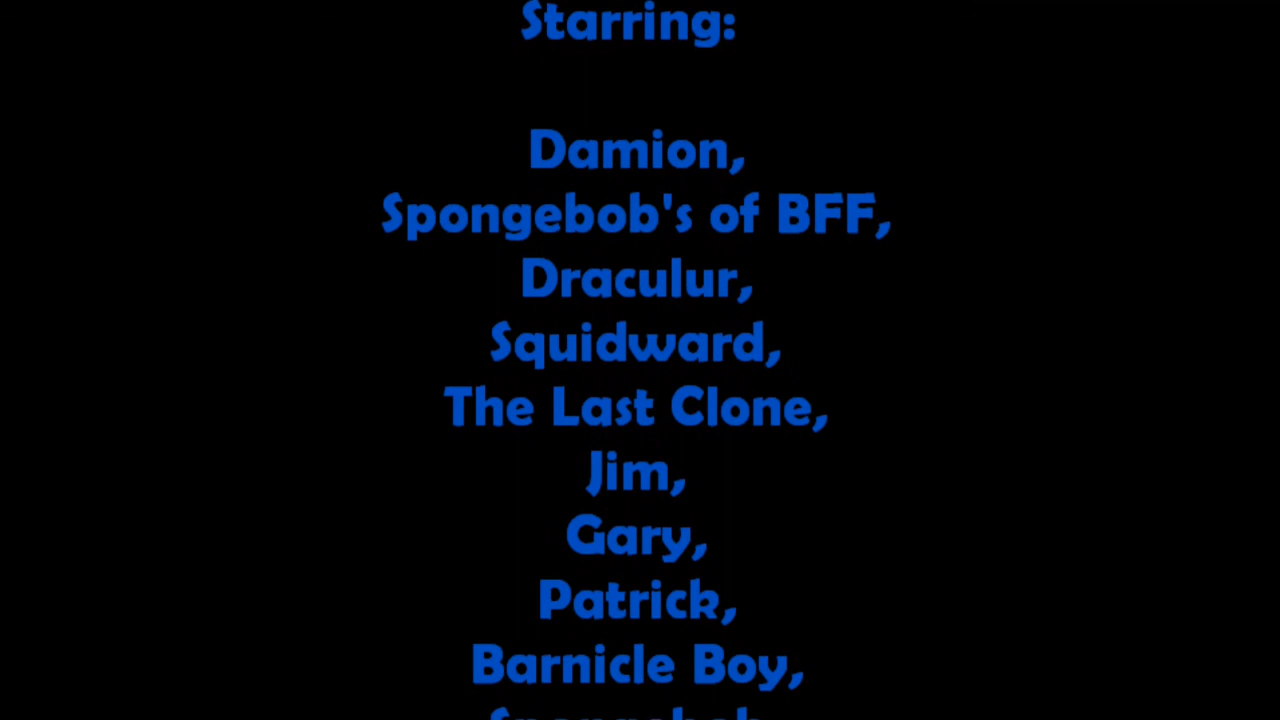 Starring:
Damion,
Spongebob's of BFF,
Draculur,
Squidward,
The Last Clone,
Jim,
Gary,
Patrick,
Barnicle Boy,